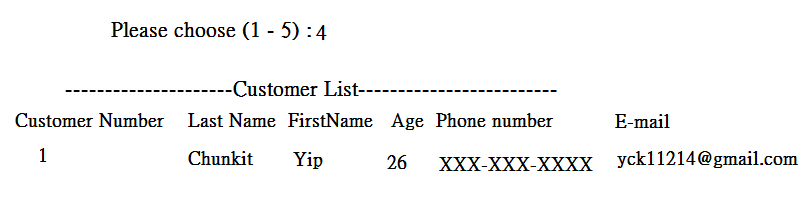 Please choose (1 - 5) : 4
---------------------Customer List-------------------------
Customer Number Last Name FirstName Age Phone number E-mail
1 Chunkit Yip 26 XXX-XXX-XXXX yck11214@gmail.com